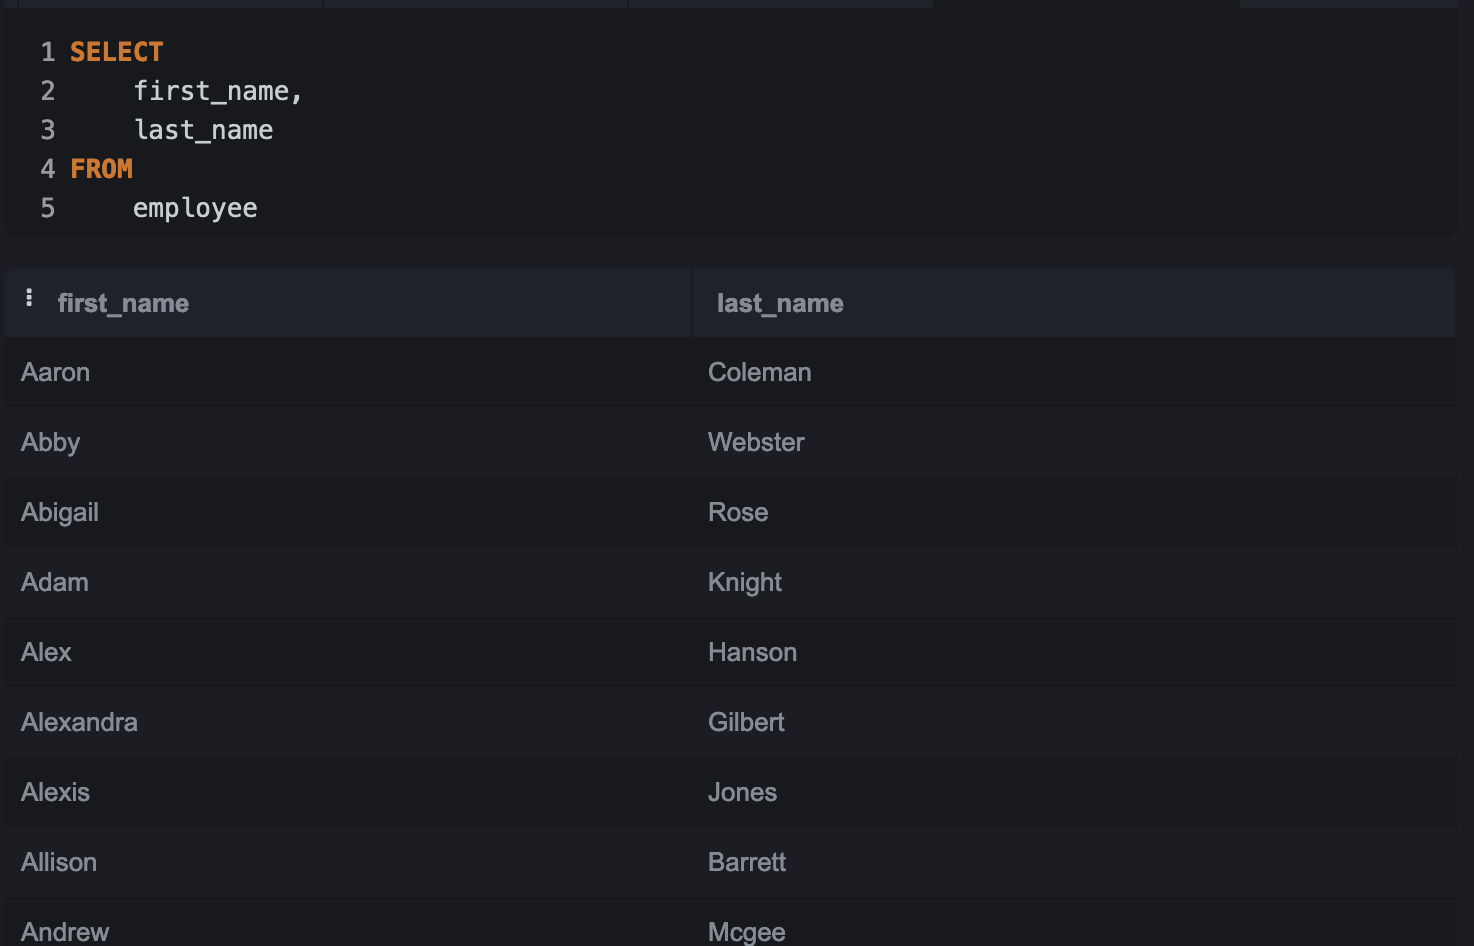 1 SELECT
2     first_name,
3     last_name
4 FROM
5     employee
first_name last_name
Aaron Coleman
Abby Webster
Abigail Rose
Adam Knight
Alex Hanson
Alexandra Gilbert
Alexis Jones
Allison Barrett
Andrew Mcgee